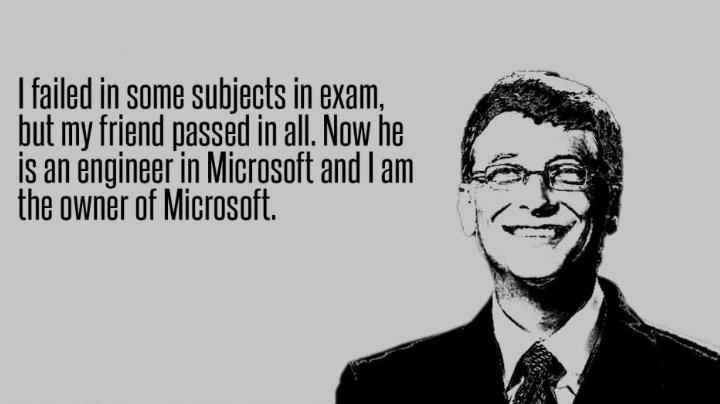 I failed in some subjects in exam,
but my friend passed in all. Now he
is an engineer in Microsoft and I am
the owner of Microsoft.